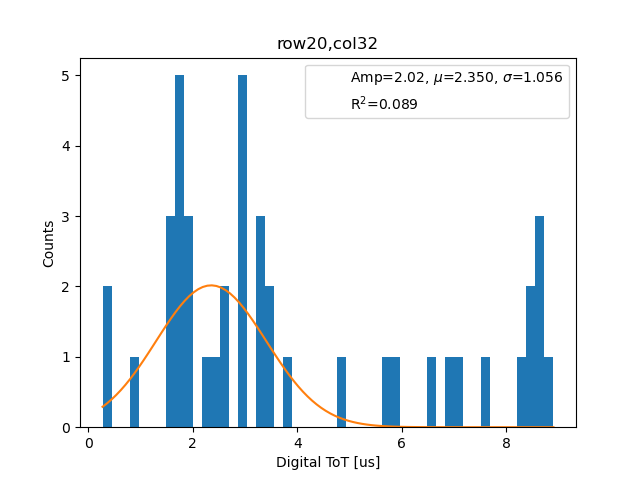 row20,col32
Amp=2.02, μ=2.350, σ=1.056
R²=0.089
Counts
5
4
3
2
1
0
0 2 4 6 8
Digital ToT [us]